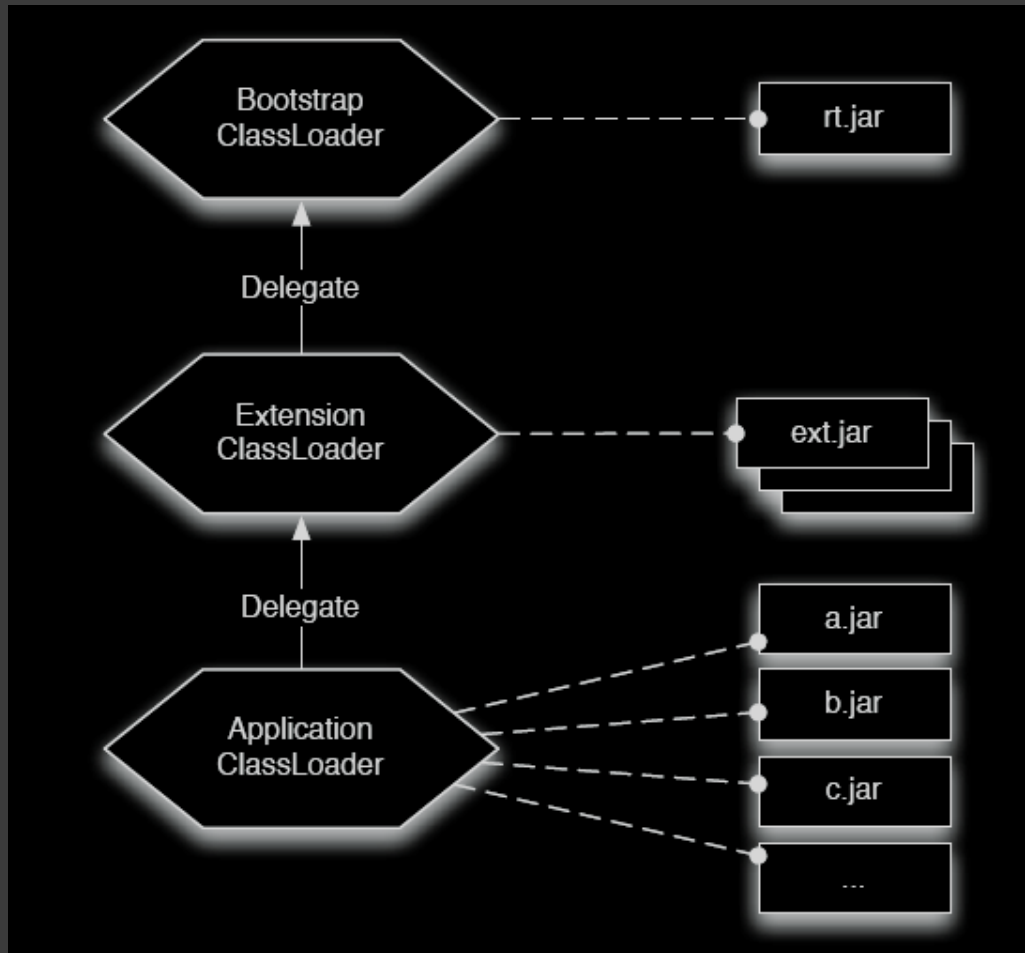 Bootstrap
ClassLoader
rt.jar
Delegate
Extension
ClassLoader
ext.jar
Delegate
Application
ClassLoader
a.jar
b.jar
c.jar
...